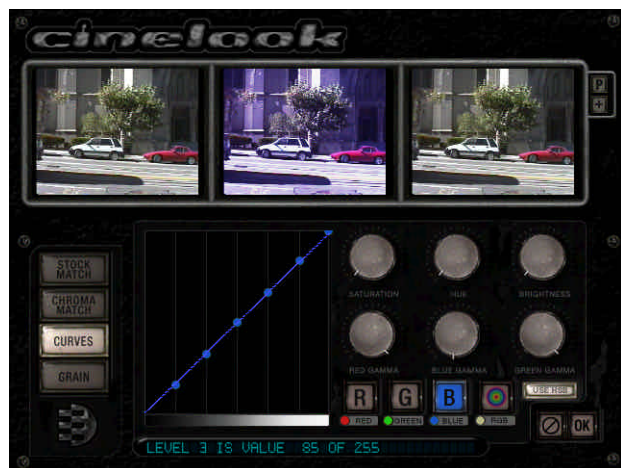 cinelook
P
+
STOCK MATCH
CHROMA MATCH
CURVES
GRAIN
SATURATION HUE BRIGHTNESS
RED GAMMA BLUE GAMMA GREEN GAMMA
R G B
USE HSB
RED GREEN BLUE RGB
OK
LEVEL 3 IS VALUE 85 OF 255